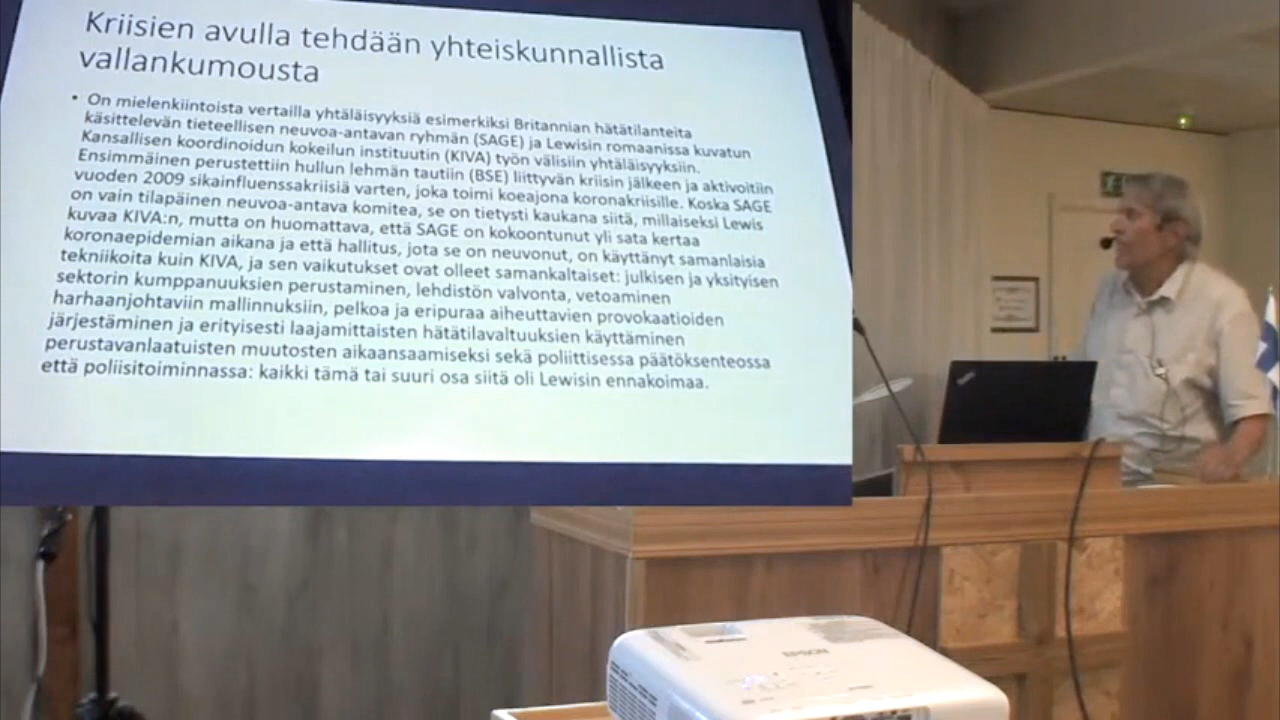 Kriisien avulla tehdään yhteiskunnallista
vallankumousta
• On mielenkiintoista vertailla yhtäläisyyksiä esimerkiksi Britannian hätätilanteita
käsittelevän tieteellisen neuvoa-antavan ryhmän (SAGE) ja Lewisin romaanissa kuvatun
Kansallisen koordinoidun kokeilun instituutin (KIVA) työn välisiin yhtäläisyyksiin.
Ensimmäinen perustettiin hullun lehmän tautiin (BSE) liittyvän kriisin jälkeen ja aktivoitiin
vuoden 2009 sikainfluenssakriisiä varten, joka toimi koeajona koronakriisille. Koska SAGE
on vain tilapäinen neuvoa-antava komitea, se on tietysti kaukana siitä, millaiseksi Lewis
kuvaa KIVA:n, mutta on huomattava, että SAGE on kokoontunut yli sata kertaa
koronaepidemian aikana ja että hallitus, jota se on neuvonut, on käyttänyt samanlaisia
tekniikoita kuin KIVA, ja sen vaikutukset ovat olleet samankaltaiset: julkisen ja yksityisen
sektorin kumppanuuksien perustaminen, lehdistön valvonta, vetoaminen
harhaanjohtaviin mallinnuksiin, pelkoa ja eripuraa aiheuttavien provokaatioiden
järjestäminen ja erityisesti laajamittaisten hätätilavaltuuksien käyttäminen
perustavanlaatuisten muutosten aikaansaamiseksi sekä poliittisessa päätöksenteossa
että poliisitoiminnassa: kaikki tämä tai suuri osa siitä oli Lewisin ennakoimaa.
EPSON